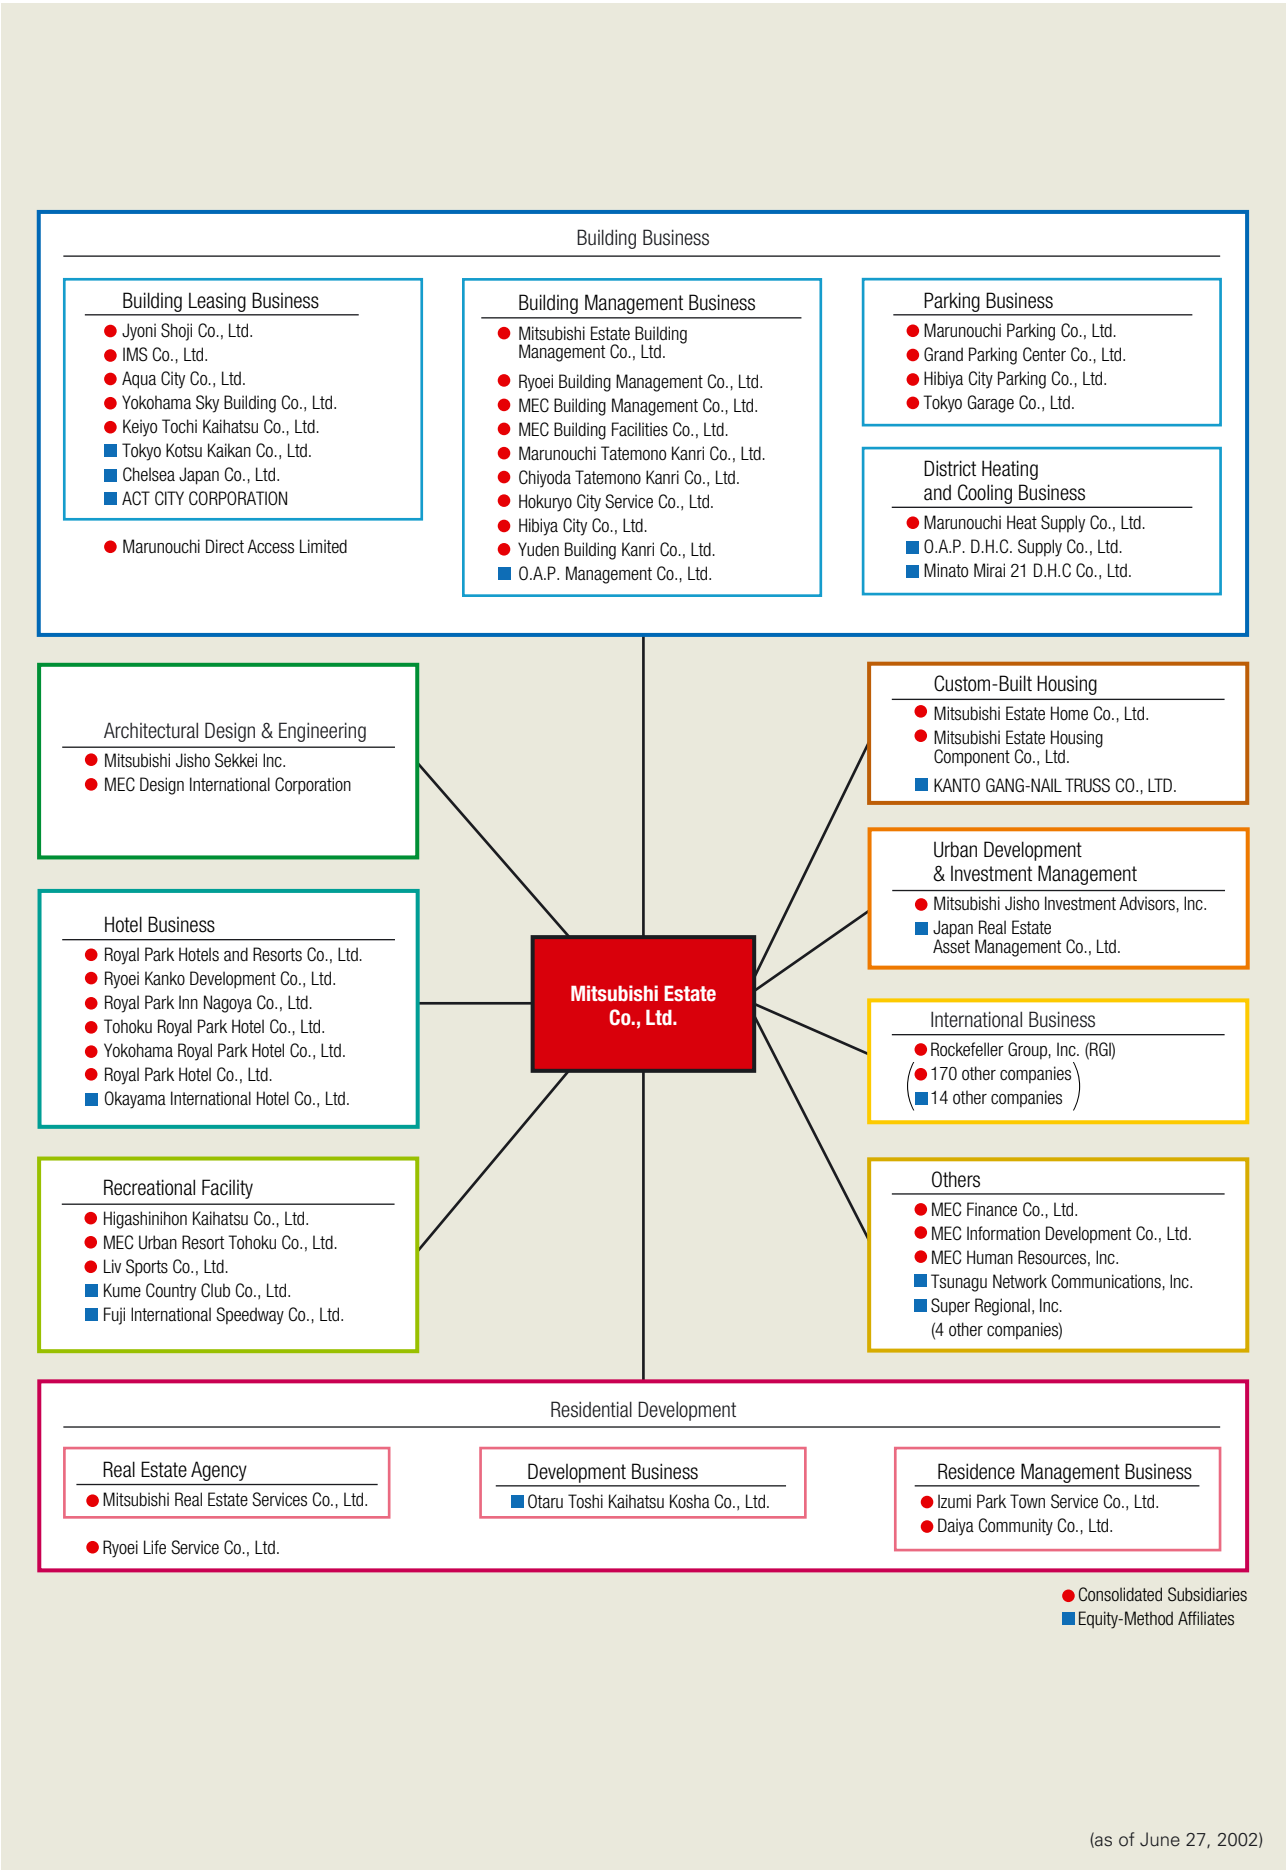 Building Business
Building Leasing Business
Jyoni Shoji Co., Ltd.
IMS Co., Ltd.
Aqua City Co., Ltd.
Yokohama Sky Building Co., Ltd.
Keiyo Tochi Kaihatsu Co., Ltd.
Tokyo Kotsu Kaikan Co., Ltd.
Chelsea Japan Co., Ltd.
ACT CITY CORPORATION
Marunouchi Direct Access Limited
Building Management Business
Mitsubishi Estate Building
Management Co., Ltd.
Ryoei Building Management Co., Ltd.
MEC Building Management Co., Ltd.
MEC Building Facilities Co., Ltd.
Marunouchi Tatemono Kanri Co., Ltd.
Chiyoda Tatemono Kanri Co., Ltd.
Hokuryo City Service Co., Ltd.
Hibiya City Co., Ltd.
Yuden Building Kanri Co., Ltd.
O.A.P. Management Co., Ltd.
Parking Business
Marunouchi Parking Co., Ltd.
Grand Parking Center Co., Ltd.
Hibiya City Parking Co., Ltd.
Tokyo Garage Co., Ltd.
District Heating
and Cooling Business
Marunouchi Heat Supply Co., Ltd.
O.A.P. D.H.C. Supply Co., Ltd.
Minato Mirai 21 D.H.C Co., Ltd.
Architectural Design & Engineering
Mitsubishi Jisho Sekkei Inc.
MEC Design International Corporation
Hotel Business
Royal Park Hotels and Resorts Co., Ltd.
Ryoei Kanko Development Co., Ltd.
Royal Park Inn Nagoya Co., Ltd.
Tohoku Royal Park Hotel Co., Ltd.
Yokohama Royal Park Hotel Co., Ltd.
Royal Park Hotel Co., Ltd.
Okayama International Hotel Co., Ltd.
Recreational Facility
Higashinihon Kaihatsu Co., Ltd.
MEC Urban Resort Tohoku Co., Ltd.
Liv Sports Co., Ltd.
Kume Country Club Co., Ltd.
Fuji International Speedway Co., Ltd.
Mitsubishi Estate
Co., Ltd.
Custom-Built Housing
Mitsubishi Estate Home Co., Ltd.
Mitsubishi Estate Housing
Component Co., Ltd.
KANTO GANG-NAIL TRUSS CO., LTD.
Urban Development
& Investment Management
Mitsubishi Jisho Investment Advisors, Inc.
Japan Real Estate
Asset Management Co., Ltd.
International Business
Rockefeller Group, Inc. (RGI)
170 other companies
14 other companies
Others
MEC Finance Co., Ltd.
MEC Information Development Co., Ltd.
MEC Human Resources, Inc.
Tsunagu Network Communications, Inc.
Super Regional, Inc.
(4 other companies)
Residential Development
Real Estate Agency
Mitsubishi Real Estate Services Co., Ltd.
Ryoei Life Service Co., Ltd.
Development Business
Otaru Toshi Kaihatsu Kosha Co., Ltd.
Residence Management Business
Izumi Park Town Service Co., Ltd.
Daiya Community Co., Ltd.
Consolidated Subsidiaries
Equity-Method Affiliates
(as of June 27, 2002)